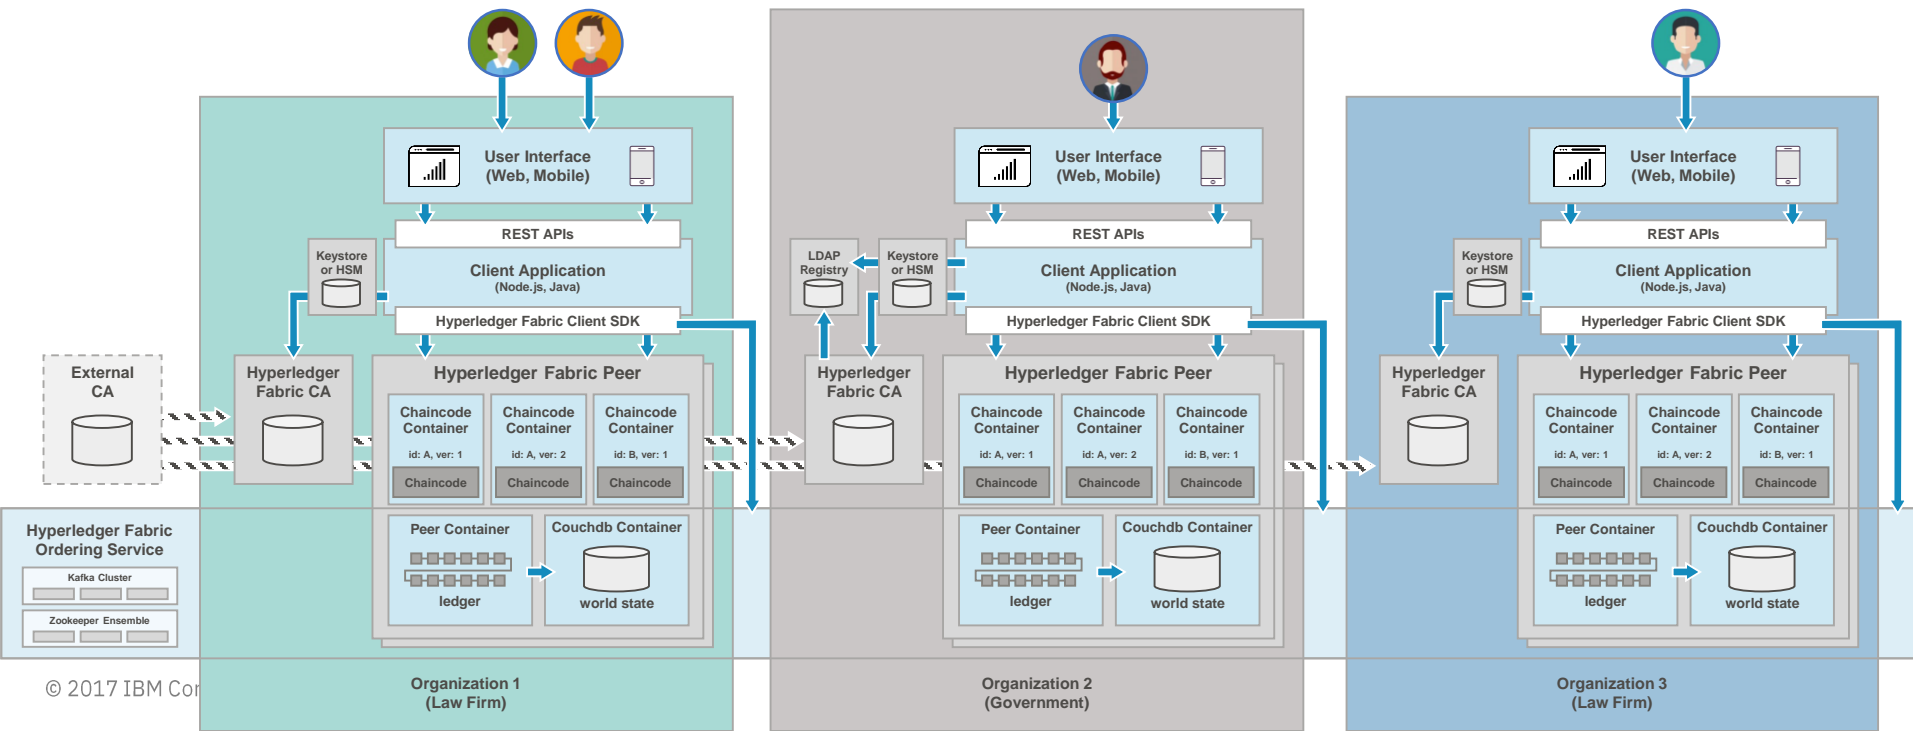 User Interface
(Web, Mobile)
REST APIs
Keystore
or HSM
Client Application
(Node.js, Java)
Hyperledger Fabric Client SDK
External
CA
Hyperledger
Fabric CA
Hyperledger Fabric Peer
Chaincode
Container
id: A, ver: 1
Chaincode
Chaincode
Container
id: A, ver: 2
Chaincode
Chaincode
Container
id: B, ver: 1
Chaincode
Hyperledger Fabric
Ordering Service
Kafka Cluster
Zookeeper Ensemble
Peer Container
ledger
Couchdb Container
world state
© 2017 IBM Cor
Organization 1
(Law Firm)
User Interface
(Web, Mobile)
REST APIs
LDAP
Registry
Keystore
or HSM
Client Application
(Node.js, Java)
Hyperledger Fabric Client SDK
Hyperledger
Fabric CA
Hyperledger Fabric Peer
Chaincode
Container
id: A, ver: 1
Chaincode
Chaincode
Container
id: A, ver: 2
Chaincode
Chaincode
Container
id: B, ver: 1
Chaincode
Peer Container
ledger
Couchdb Container
world state
Organization 2
(Government)
User Interface
(Web, Mobile)
REST APIs
Keystore
or HSM
Client Application
(Node.js, Java)
Hyperledger Fabric Client SDK
Hyperledger
Fabric CA
Hyperledger Fabric Peer
Chaincode
Container
id: A, ver: 1
Chaincode
Chaincode
Container
id: A, ver: 2
Chaincode
Chaincode
Container
id: B, ver: 1
Chaincode
Peer Container
ledger
Couchdb Container
world state
Organization 3
(Law Firm)